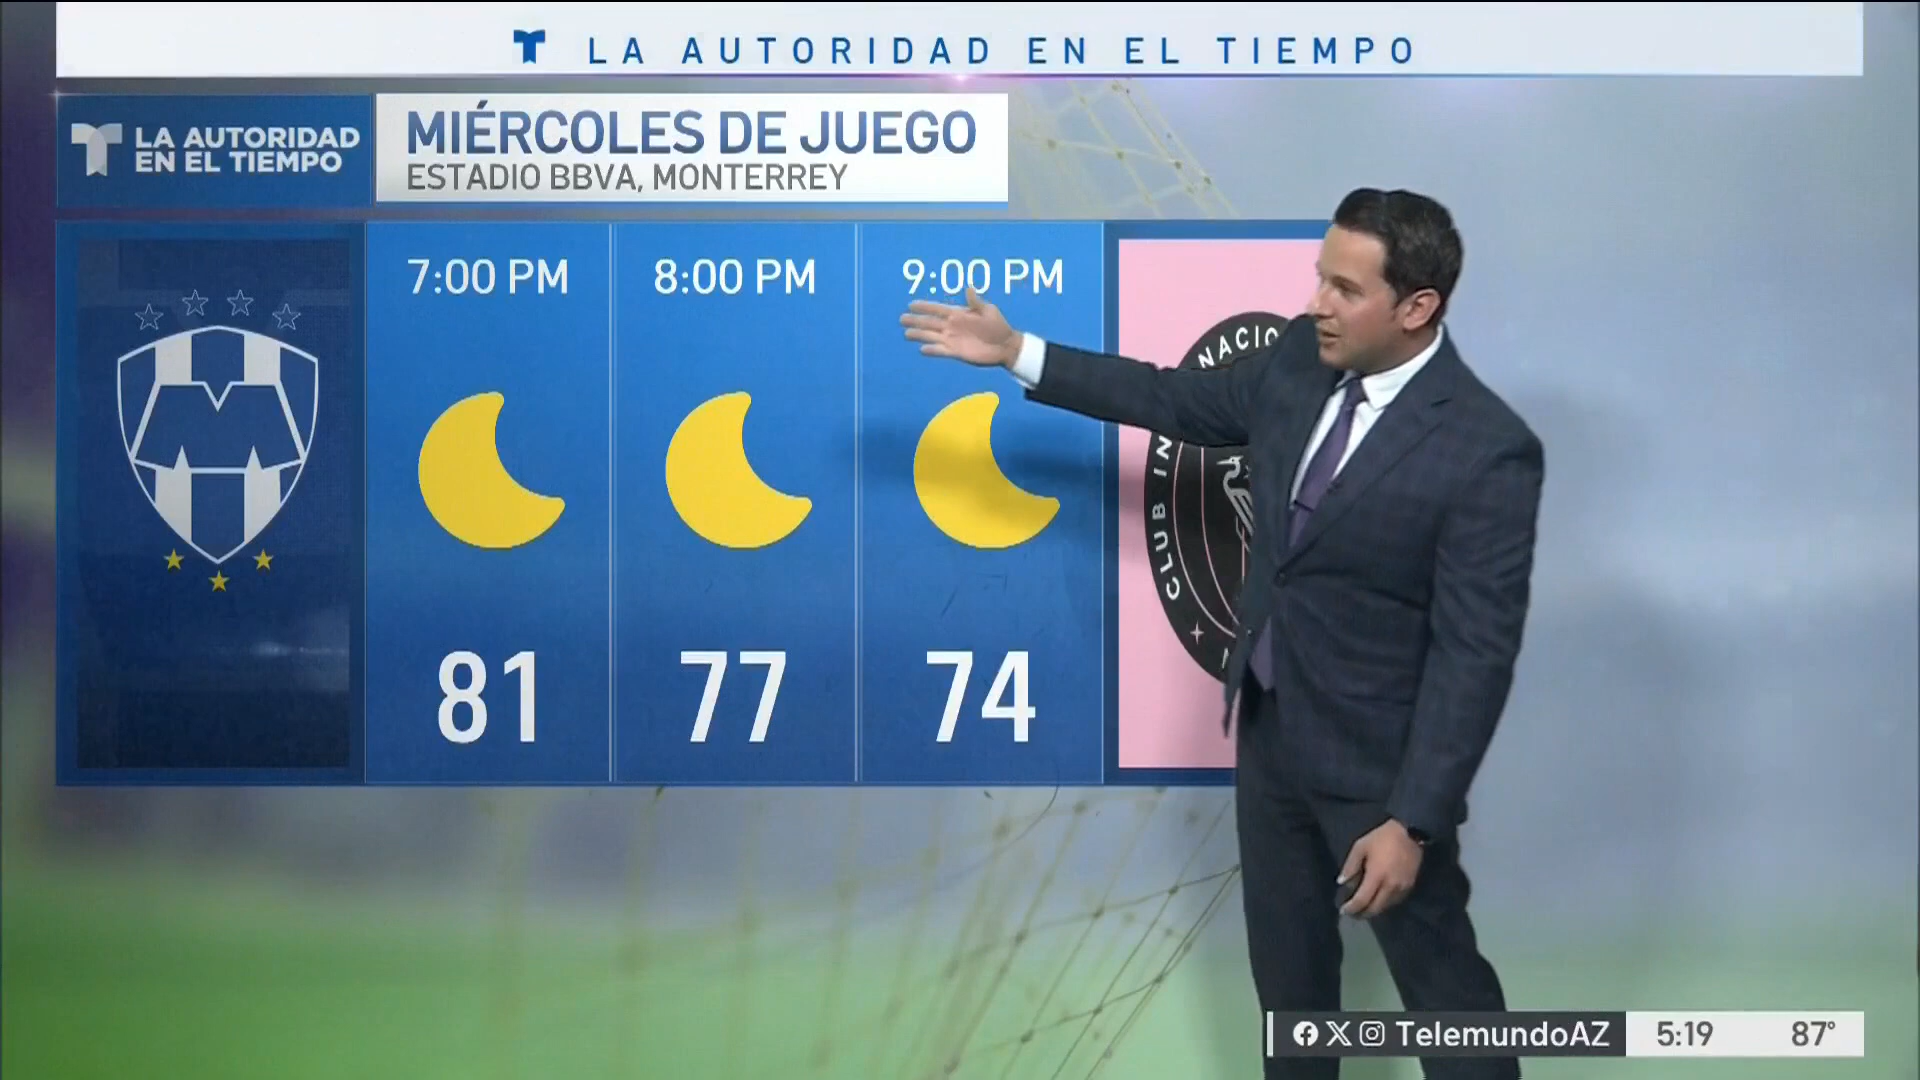 LA AUTORIDAD EN EL TIEMPO
LA AUTORIDAD
EN EL TIEMPO
MIÉRCOLES DE JUEGO
ESTADIO BBVA, MONTERREY
7:00 PM
8:00 PM
9:00 PM
81
77
74
CLUB IN
NACIO
TelemundoAZ
5:19
87°